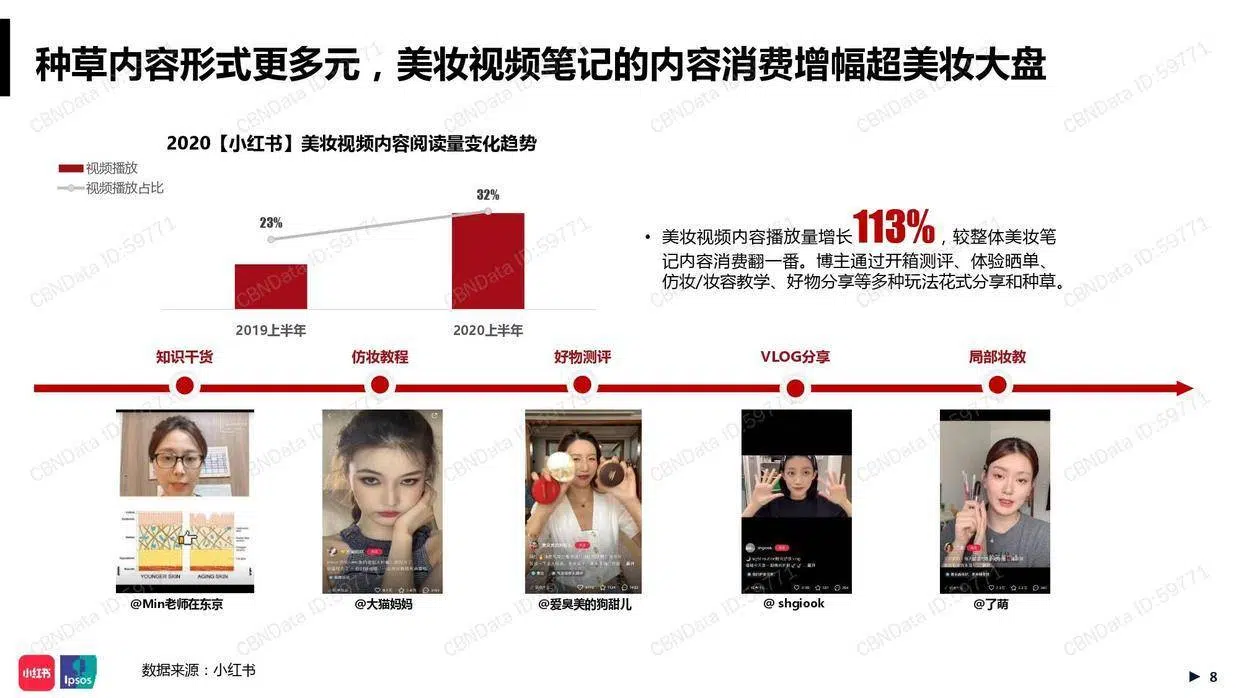 种草内容形式更多元，美妆视频笔记的内容消费增幅超美妆大盘
2020【小红书】美妆视频内容阅读量变化趋势
视频播放
视频播放占比
23%
32%
2019上半年
2020上半年
• 美妆视频内容播放量增长113%，较整体美妆笔
记内容消费翻一番。博主通过开箱测评、体验晒单、
仿妆/妆容教学、好物分享等多种玩法花式分享和种草。
知识干货
仿妆教程
好物测评
VLOG分享
局部妆教
YOUNGER SKIN
AGING SKIN
shgiook
@Min老师在东京
@大猫妈妈
@爱臭美的狗甜儿
@ shgiook
@了萌
小红书
Ipsos
数据来源：小红书
8
CBNData ID:59771